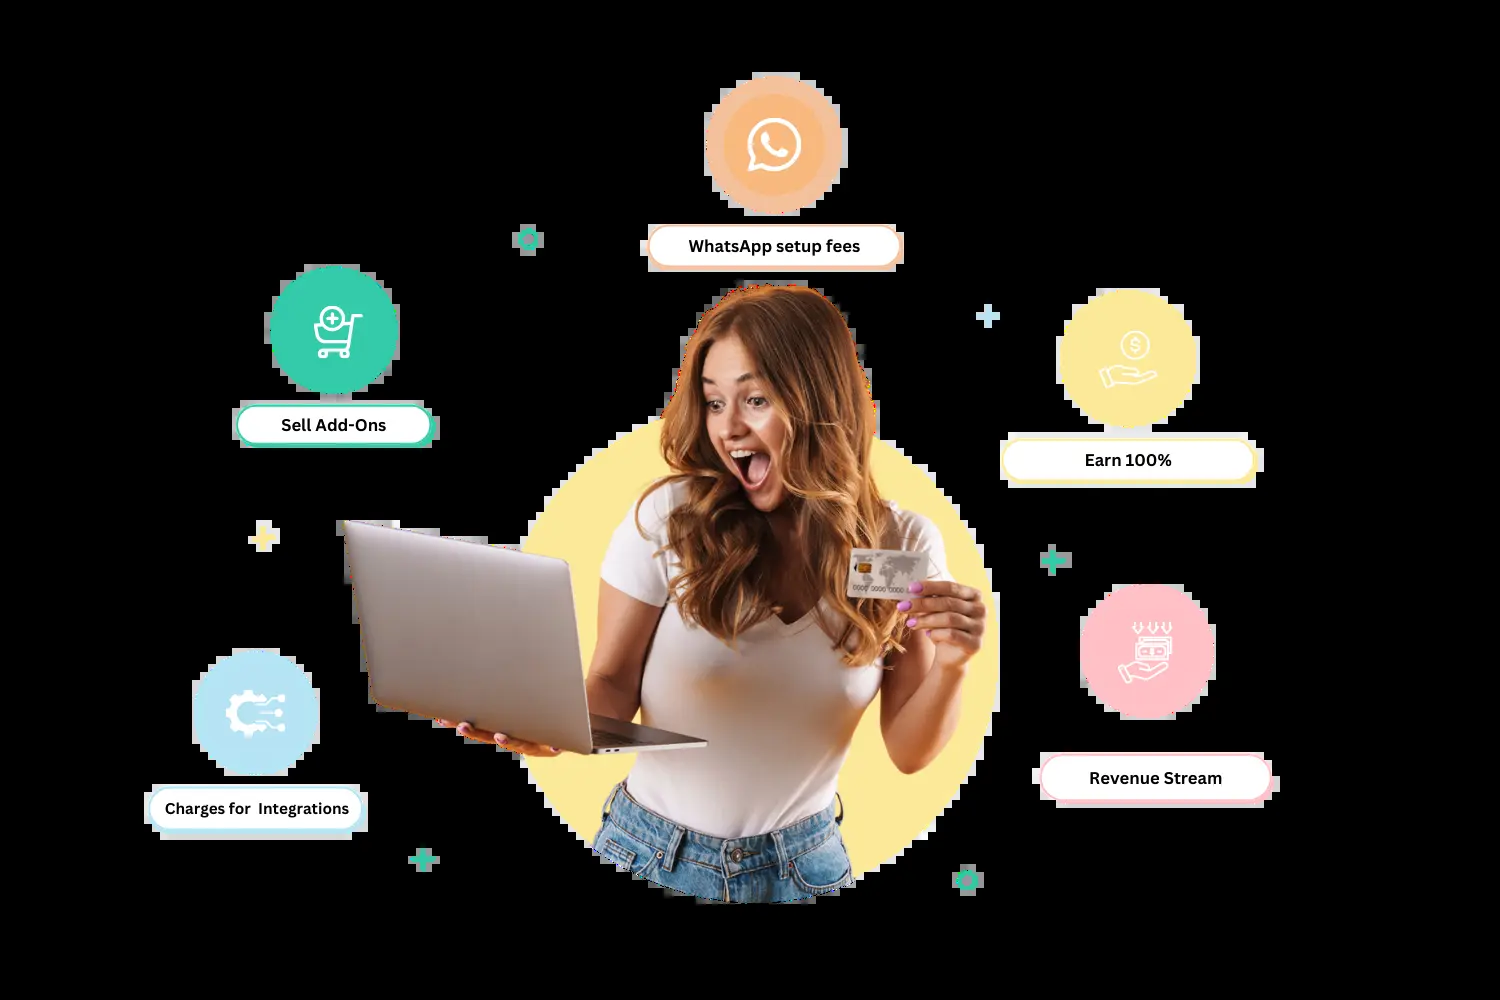 WhatsApp setup fees
Sell Add-Ons
Earn 100%
Revenue Stream
Charges for  Integrations